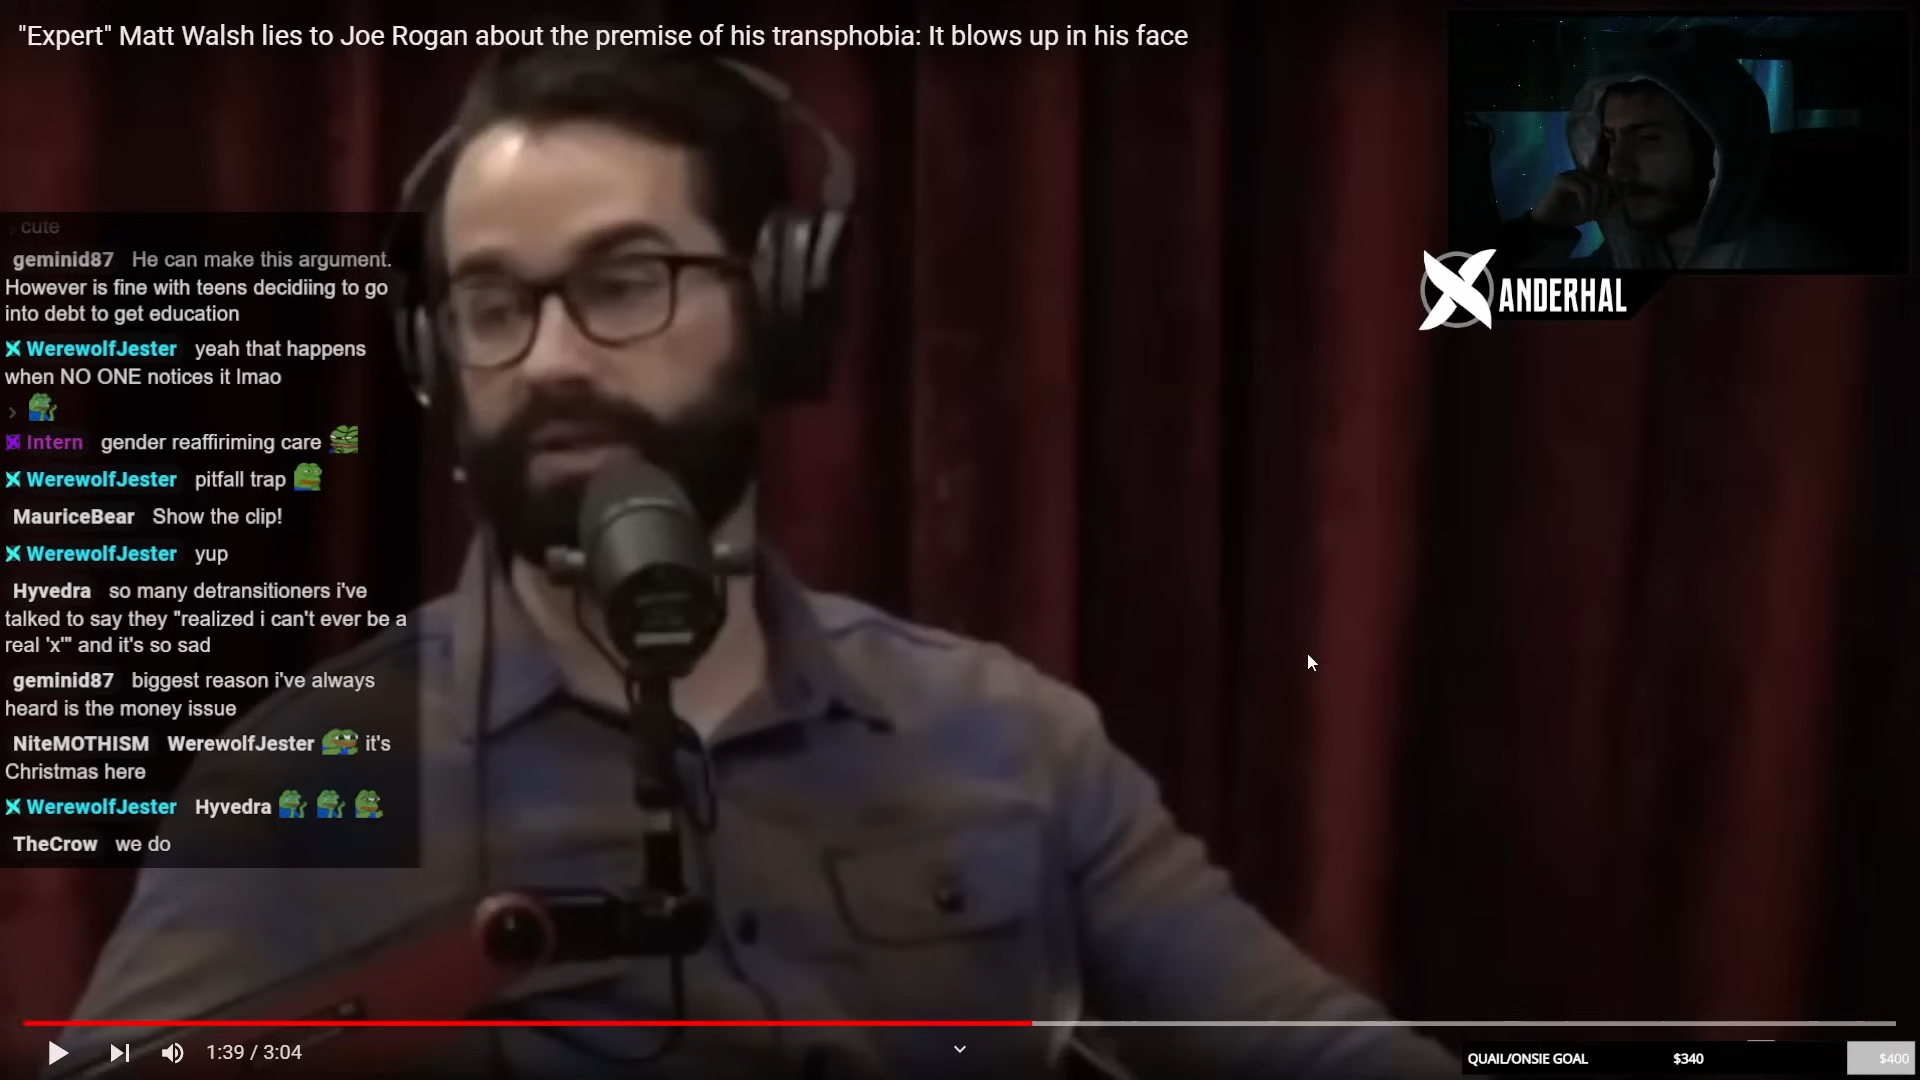 "Expert" Matt Walsh lies to Joe Rogan about the premise of his transphobia: It blows up in his face
cute
geminid87 He can make this argument.
However is fine with teens decidiing to go
into debt to get education
WerewolfJester yeah that happens
when NO ONE notices it lmao
Intern gender reaffiriming care
WerewolfJester pitfall trap
MauriceBear Show the clip!
WerewolfJester yup
Hyvedra so many detransitioners i've
talked to say they "realized i can't ever be a
real 'x'" and it's so sad
geminid87 biggest reason i've always
heard is the money issue
NiteMOTHISM WerewolfJester it's
Christmas here
WerewolfJester Hyvedra
TheCrow we do
XANDERHAL
1:39 / 3:04
QUAIL/ONSIE GOAL $340 $400